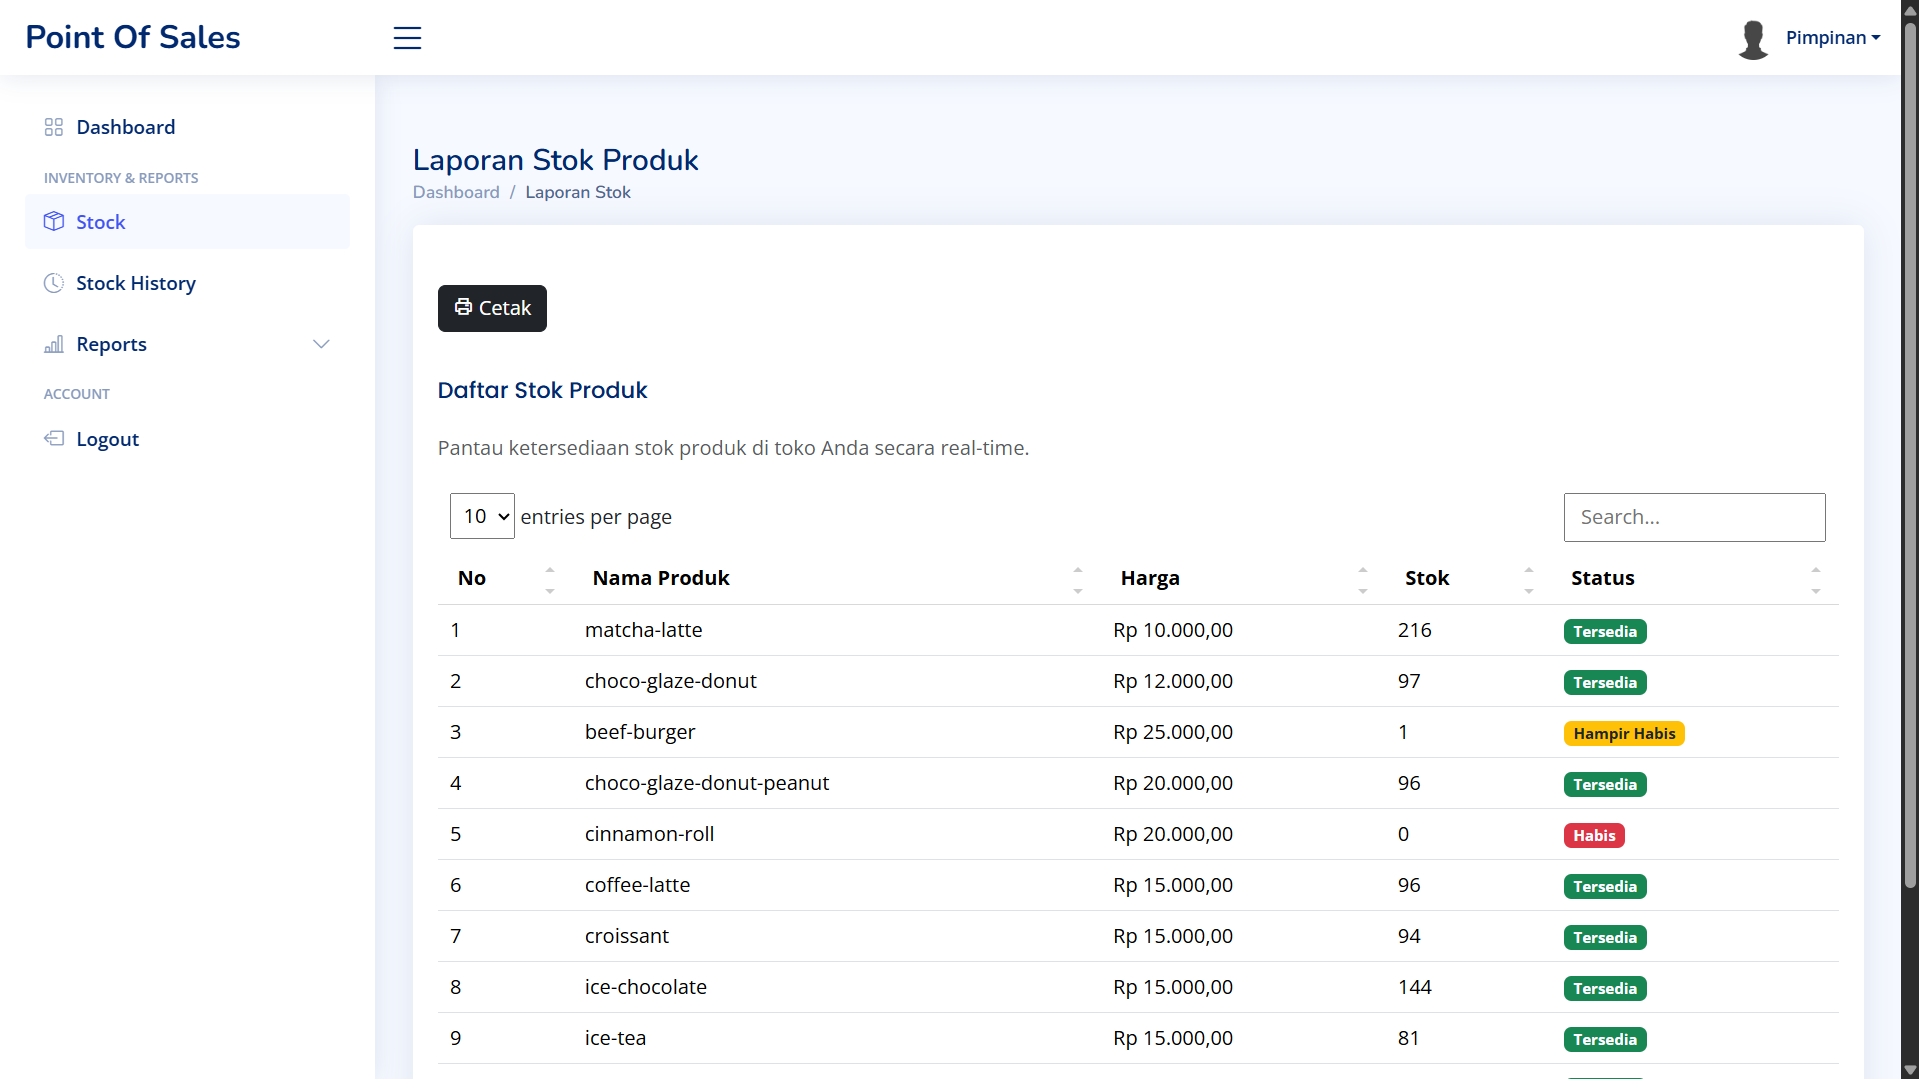 Point Of Sales
Pimpinan
Dashboard
INVENTORY & REPORTS
Stock
Stock History
Reports
ACCOUNT
Logout
Laporan Stok Produk
Dashboard / Laporan Stok
Cetak
Daftar Stok Produk
Pantau ketersediaan stok produk di toko Anda secara real-time.
10 entries per page
Search...
No Nama Produk Harga Stok Status
1 matcha-latte Rp 10.000,00 216 Tersedia
2 choco-glaze-donut Rp 12.000,00 97 Tersedia
3 beef-burger Rp 25.000,00 1 Hampir Habis
4 choco-glaze-donut-peanut Rp 20.000,00 96 Tersedia
5 cinnamon-roll Rp 20.000,00 0 Habis
6 coffee-latte Rp 15.000,00 96 Tersedia
7 croissant Rp 15.000,00 94 Tersedia
8 ice-chocolate Rp 15.000,00 144 Tersedia
9 ice-tea Rp 15.000,00 81 Tersedia